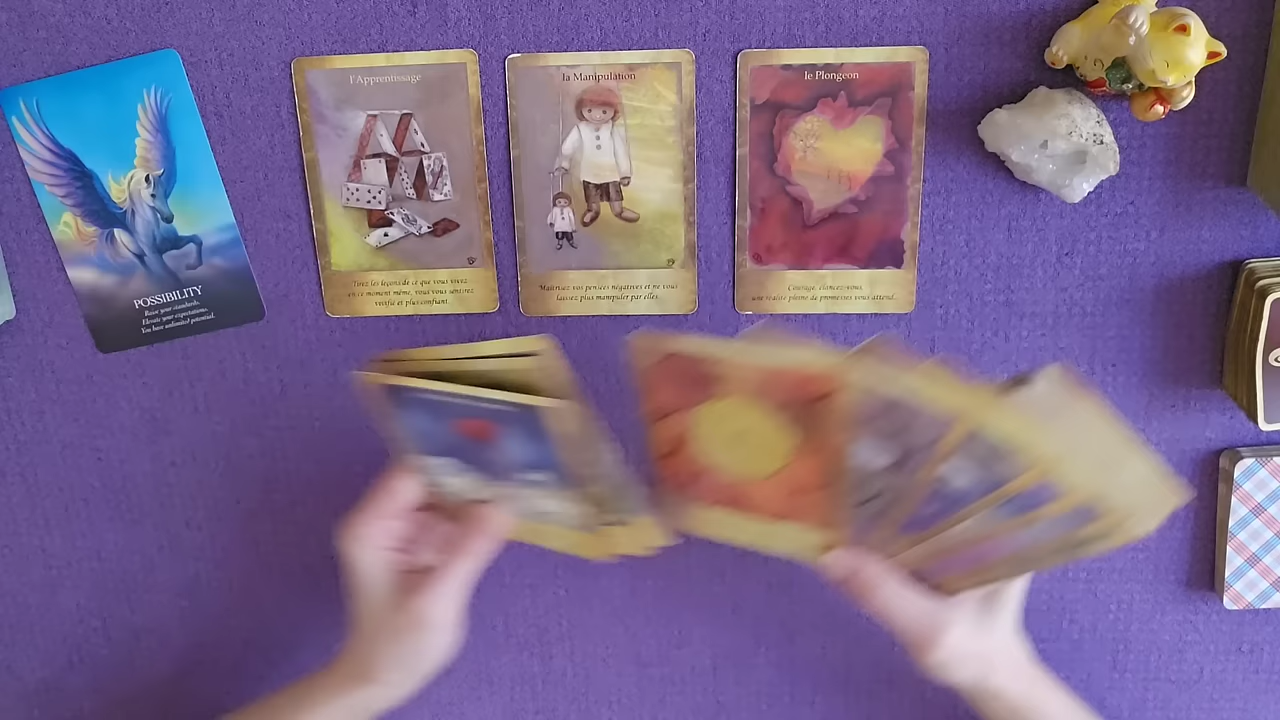 POSSIBILITY
Raise your standards.
Elevate your expectations.
You have unlimited potential.
l'Apprentissage
Tirez les leçons de ce que vous vivez
en ce moment même, vous vous sentirez
vérifié et plus confiant.
la Manipulation
Maîtrisez vos pensées négatives et ne vous
laissez plus manipuler par elles.
le Plongeon
Courage, élancez-vous,
une réalité pleine de promesses vous attend.